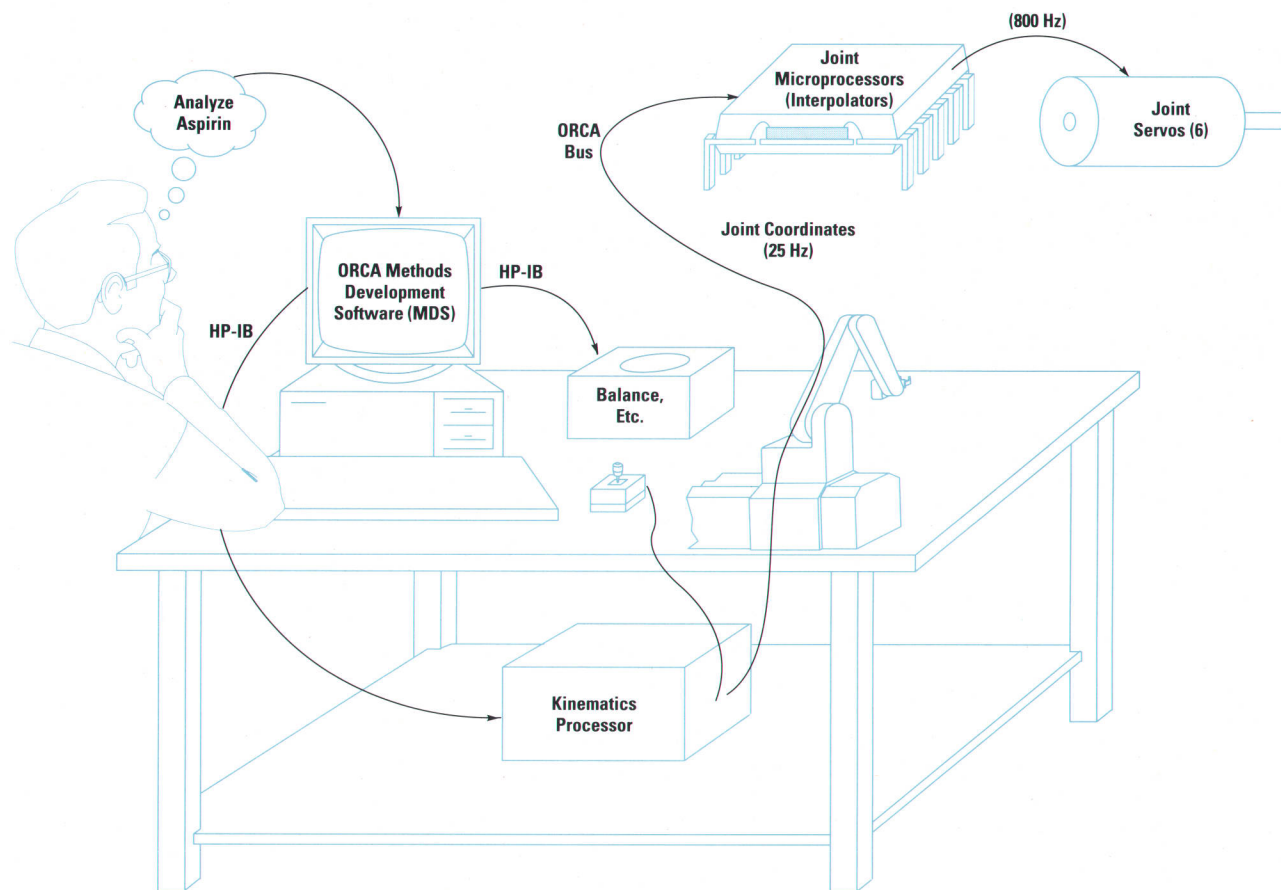 (800 Hz)
Joint
Microprocessors
(Interpolators)
Analyze
Aspirin
Joint
Servos (6)
ORCA
Bus
Joint Coordinates
(25 Hz)
ORCA Methods
Development
Software (MDS)
HP-IB
HP-IB
Balance,
Etc.
Kinematics
Processor